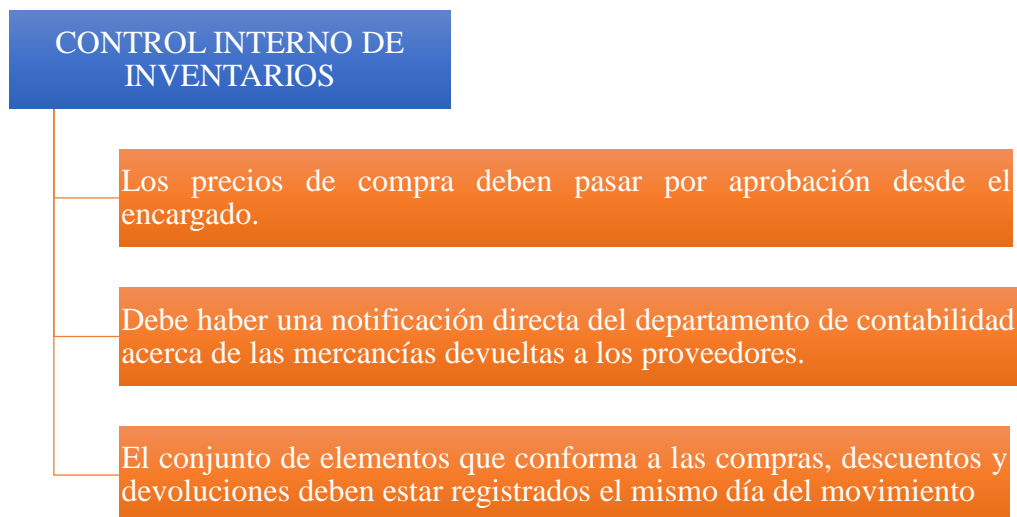 CONTROL INTERNO DE
INVENTARIOS
Los precios de compra deben pasar por aprobación desde el
encargado.
Debe haber una notificación directa del departamento de contabilidad
acerca de las mercancías devueltas a los proveedores.
El conjunto de elementos que conforma a las compras, descuentos y
devoluciones deben estar registrados el mismo día del movimiento